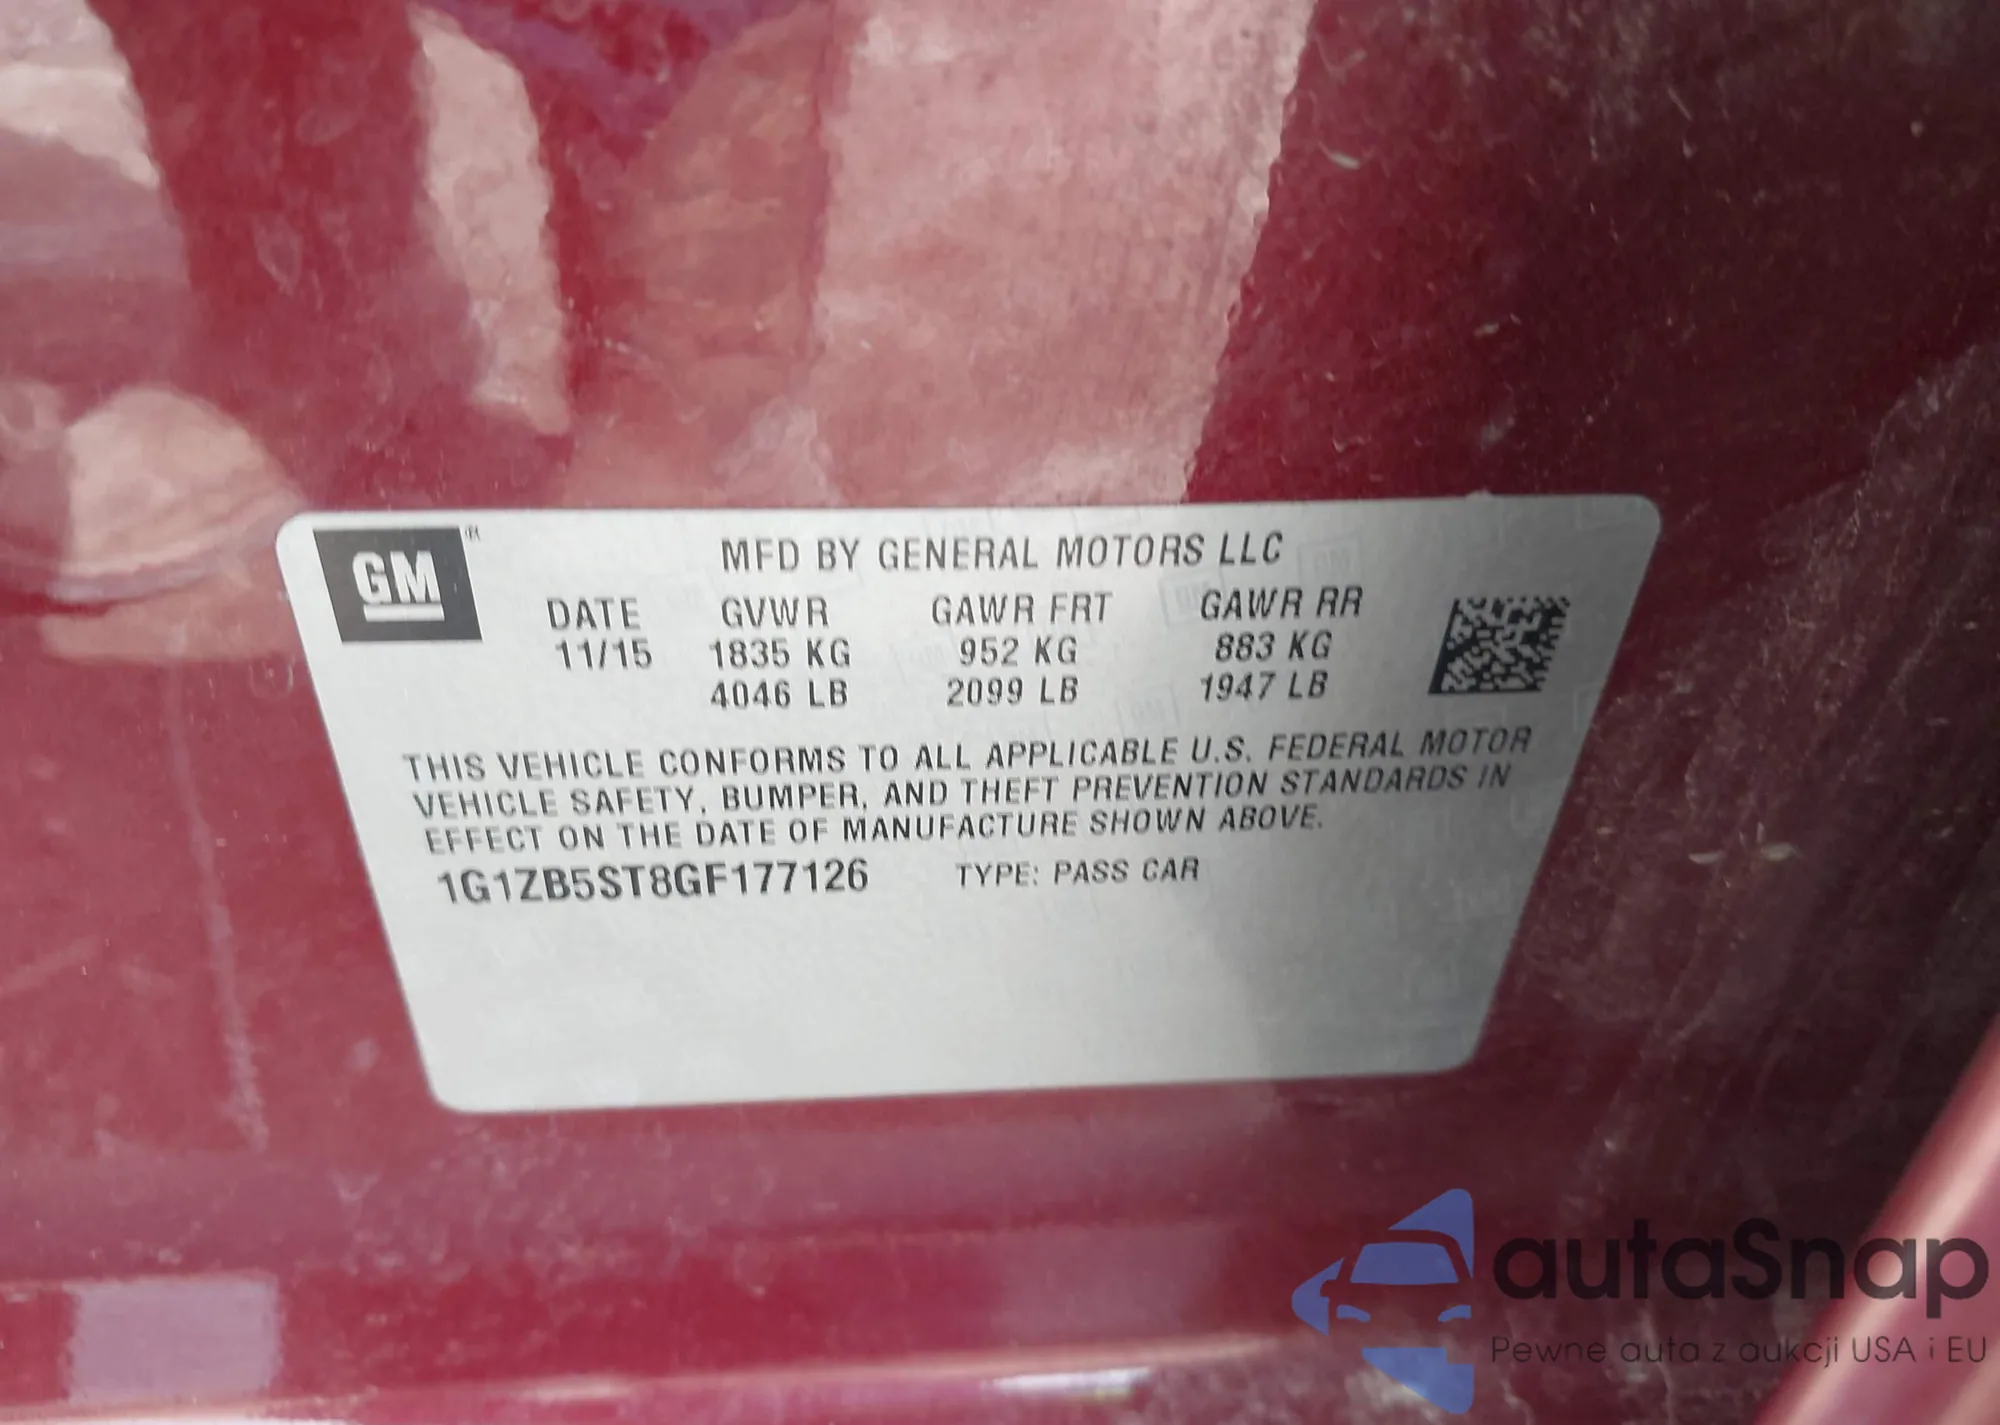 GM®
MFD BY GENERAL MOTORS LLC
DATE GVWR GAWR FRT GAWR RR
11/15 1835 KG 952 KG 883 KG
4046 LB 2099 LB 1947 LB
THIS VEHICLE CONFORMS TO ALL APPLICABLE U.S. FEDERAL MOTOR
VEHICLE SAFETY, BUMPER, AND THEFT PREVENTION STANDARDS IN
EFFECT ON THE DATE OF MANUFACTURE SHOWN ABOVE.
1G1ZB5ST8GF177126 TYPE: PASS CAR
autaSnap
Pewne auta z aukcji USA i EU